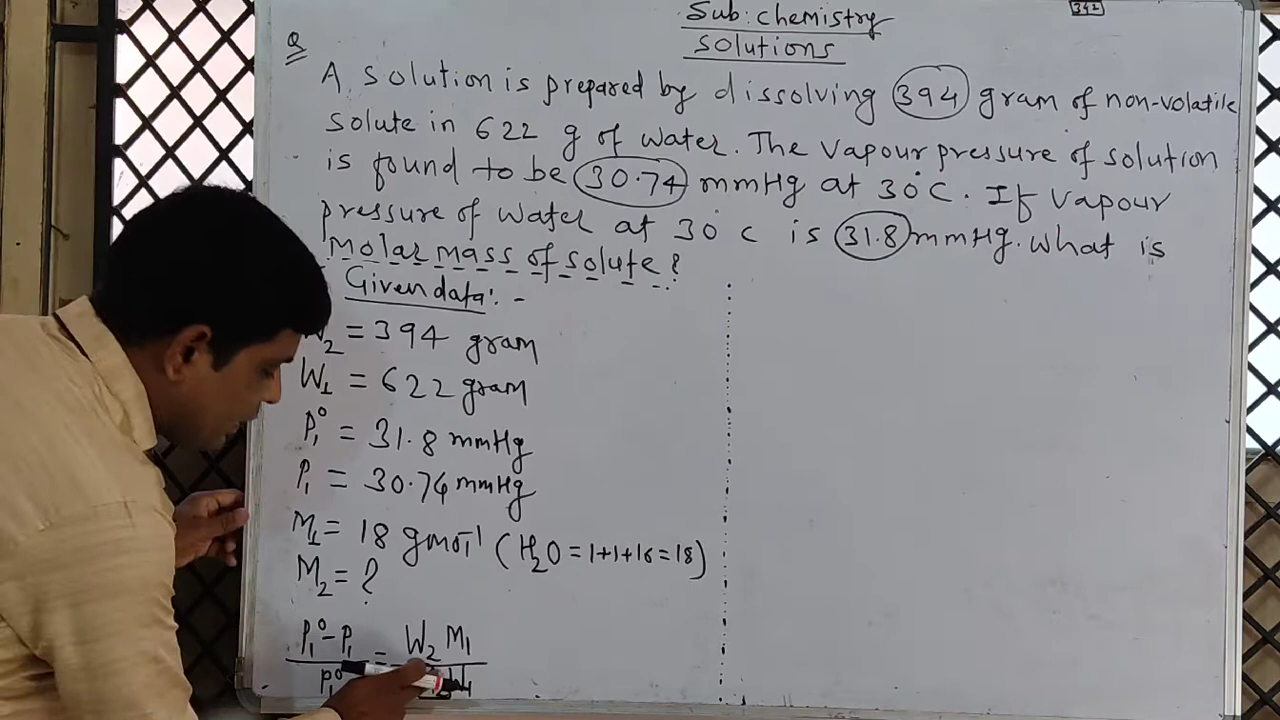 Sub: chemistry
342
solutions
Q
A solution is prepared by dissolving 394 gram of non-volatile
solute in 622 g of water. The vapour pressure of solution
is found to be 30.74 mmHg at 30°C. If vapour
pressure of water at 30° c is 31.8 mmHg. what is
molar mass of solute?
Given data:-
W2 = 394 gram
W1 = 622 gram
P1° = 31.8 mmHg
P1 = 30.74 mmHg
M1 = 18 gmol-1 (H2O = 1+1+16=18)
M2 = ?
P1° - P1 = W2 M1
P1°